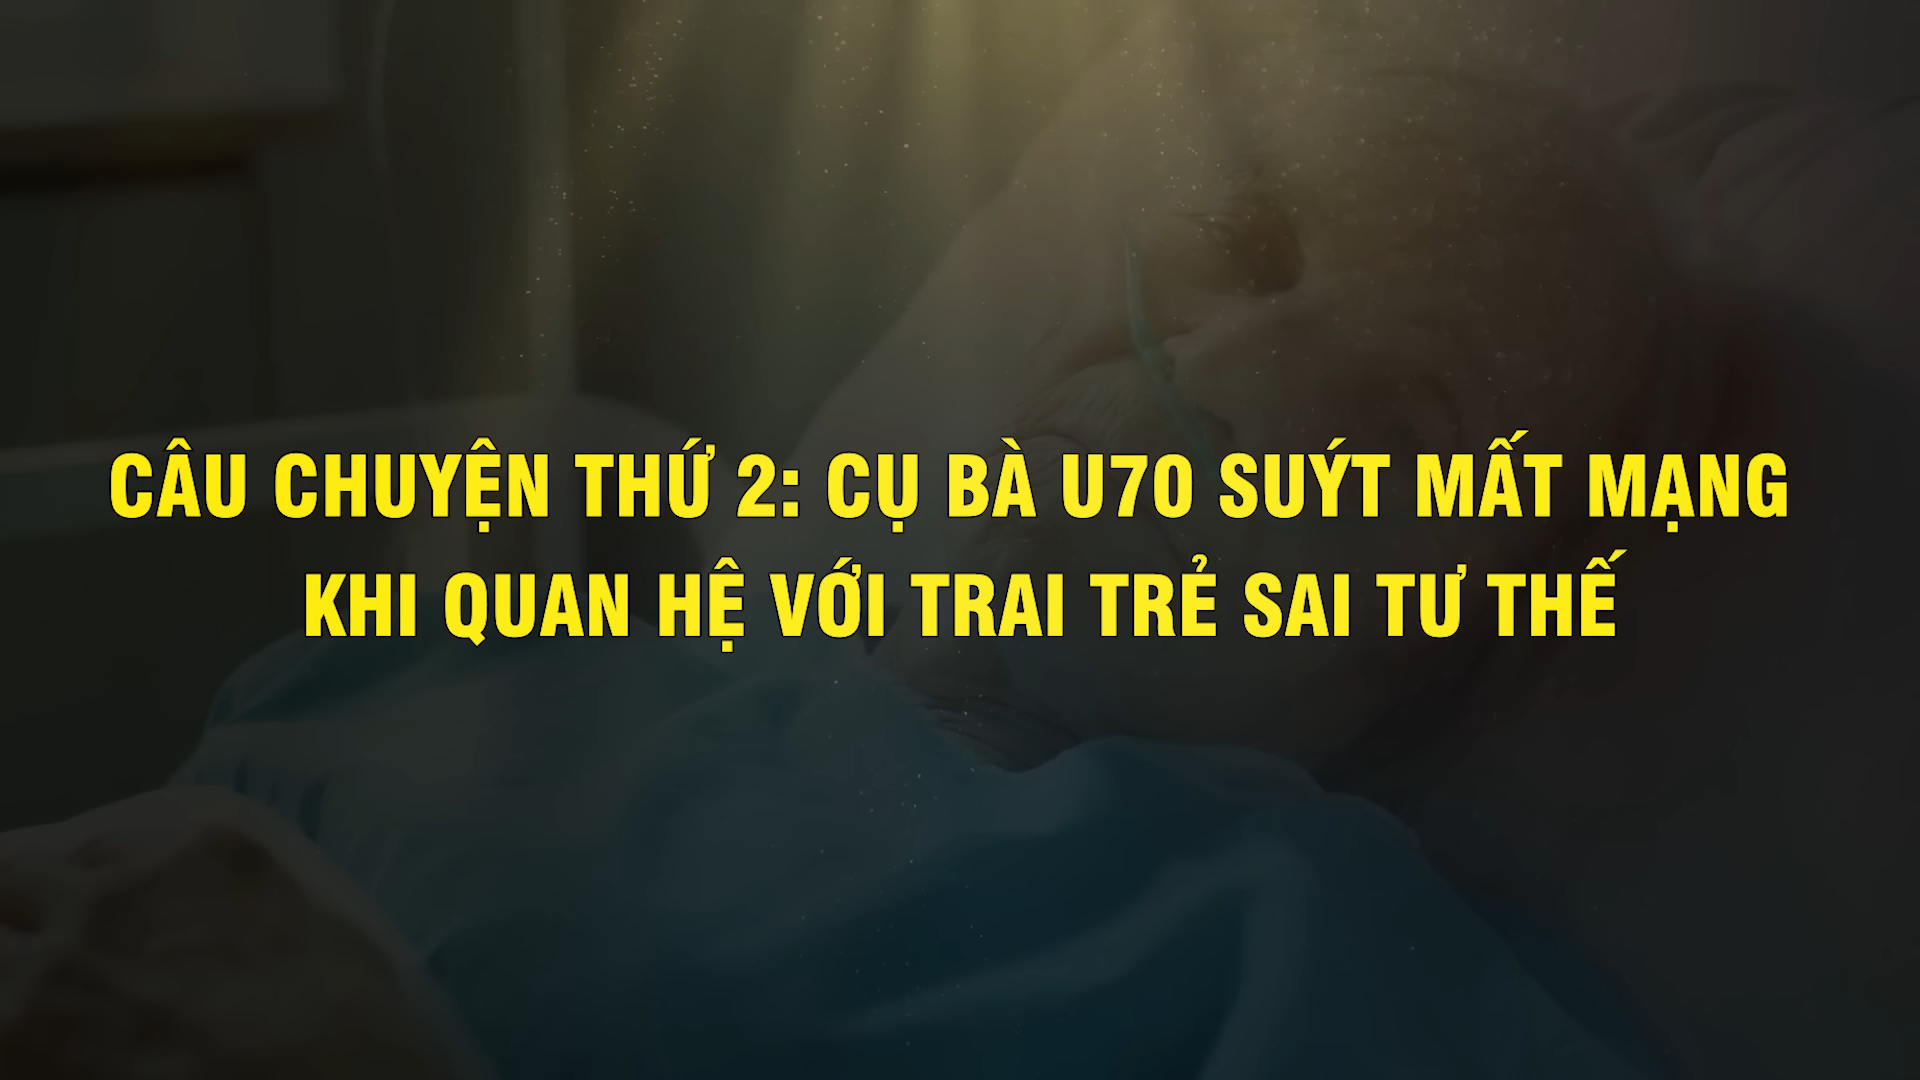 CÂU CHUYỆN THỨ 2: CỤ BÀ U70 SUÝT MẤT MẠNG
KHI QUAN HỆ VỚI TRAI TRẺ SAI TƯ THẾ